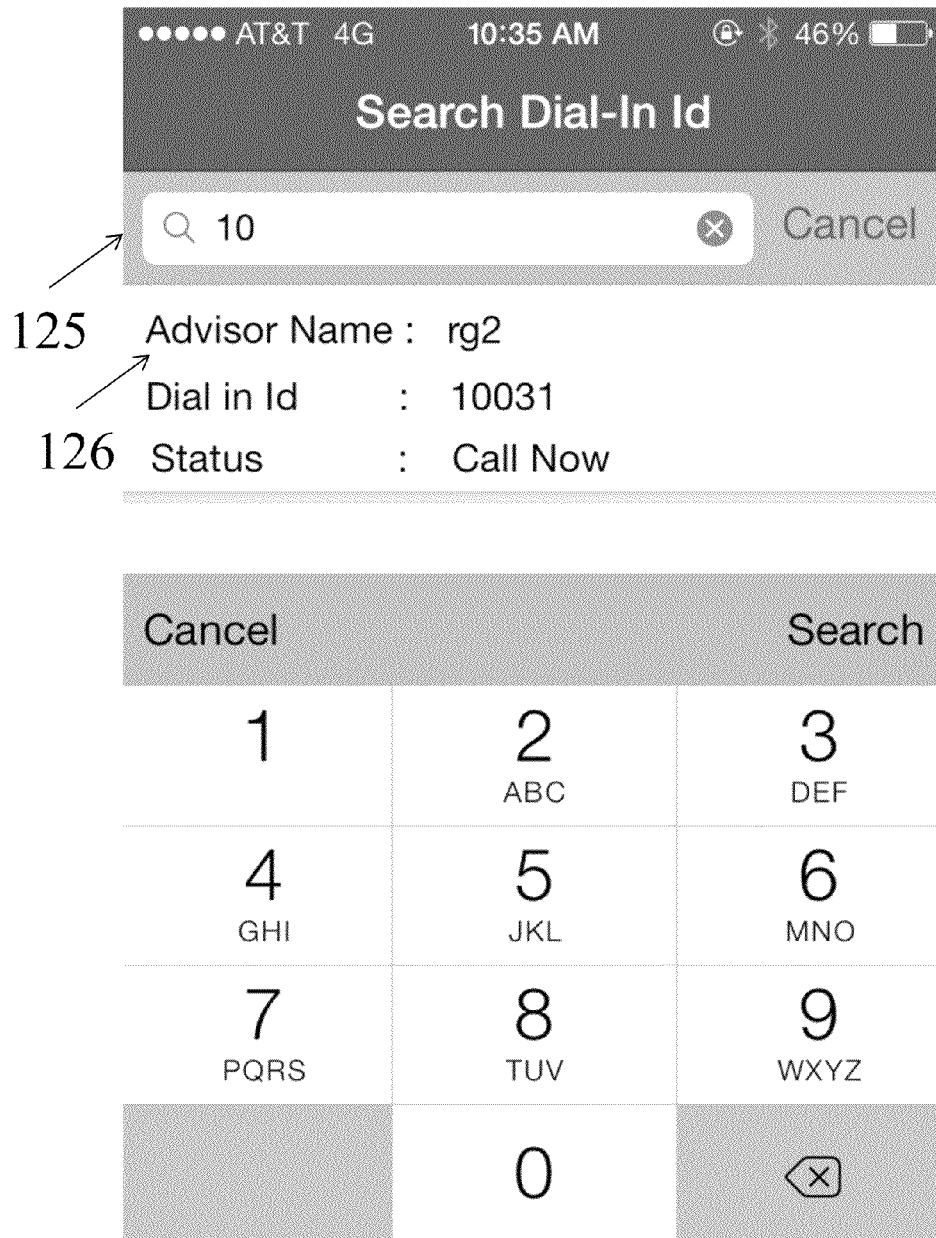 AT&T 4G 10:35 AM 46%
Search Dial-In Id
10 Cancel
125
Advisor Name : rg2
Dial in Id : 10031
126
Status : Call Now
Cancel Search
1 2 3
ABC DEF
4 5 6
GHI JKL MNO
7 8 9
PQRS TUV WXYZ
0